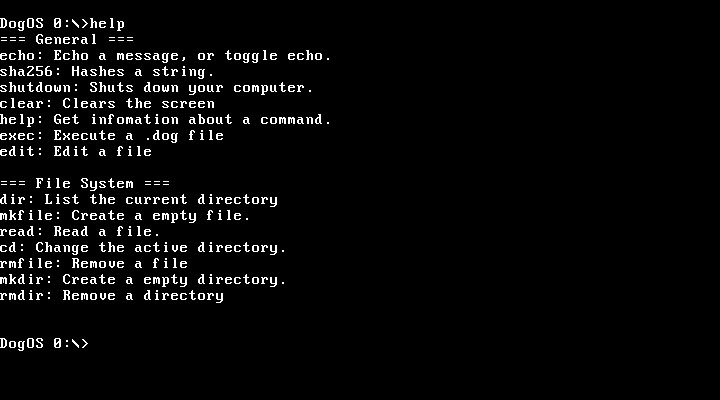 DogOS 0:\>help
=== General ===
echo: Echo a message, or toggle echo.
sha256: Hashes a string.
shutdown: Shuts down your computer.
clear: Clears the screen
help: Get infomation about a command.
exec: Execute a .dog file
edit: Edit a file
=== File System ===
dir: List the current directory
mkfile: Create a empty file.
read: Read a file.
cd: Change the active directory.
rmfile: Remove a file
mkdir: Create a empty directory.
rmdir: Remove a directory
DogOS 0:\>